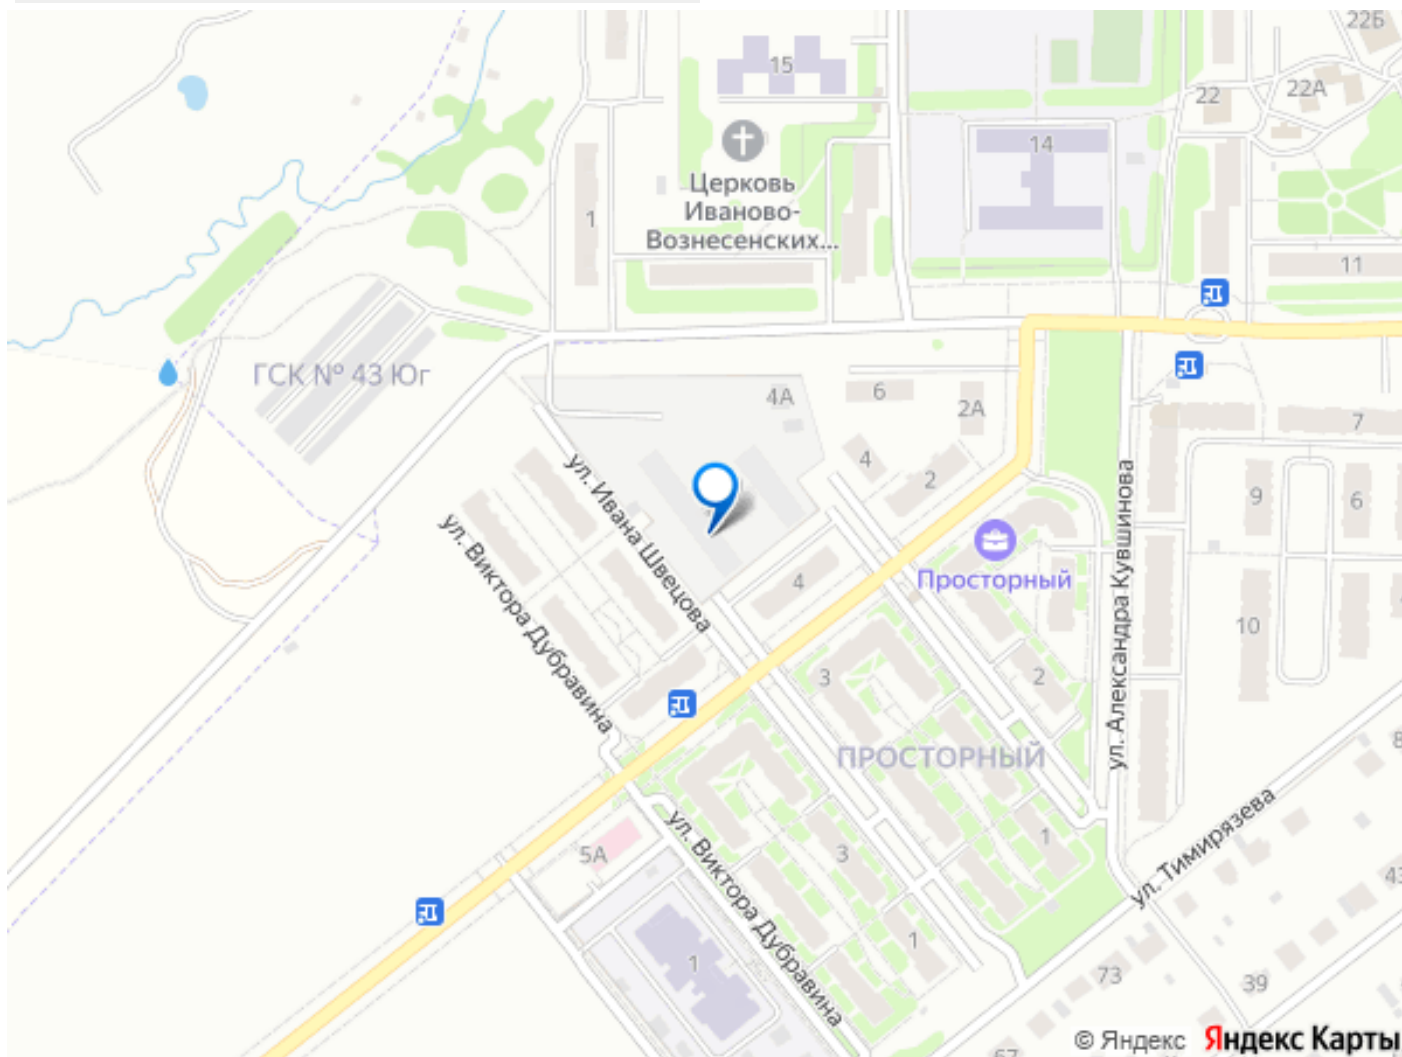 22Б
15
22
22А
14
Церковь
Иваново-
Вознесенских...
1
11
ГСК № 43 Юг
4А
6
2А
7
4
2
9
6
ул. Ивана Швецова
ул. Виктора Дубравина
Просторный
4
ул. Александра Кувшинова
10
3
2
ПРОСТОРНЫЙ
ул. Тимирязева
5А
ул. Виктора Дубравина
3
1
1
1
73
39
© Яндекс Яндекс Карты